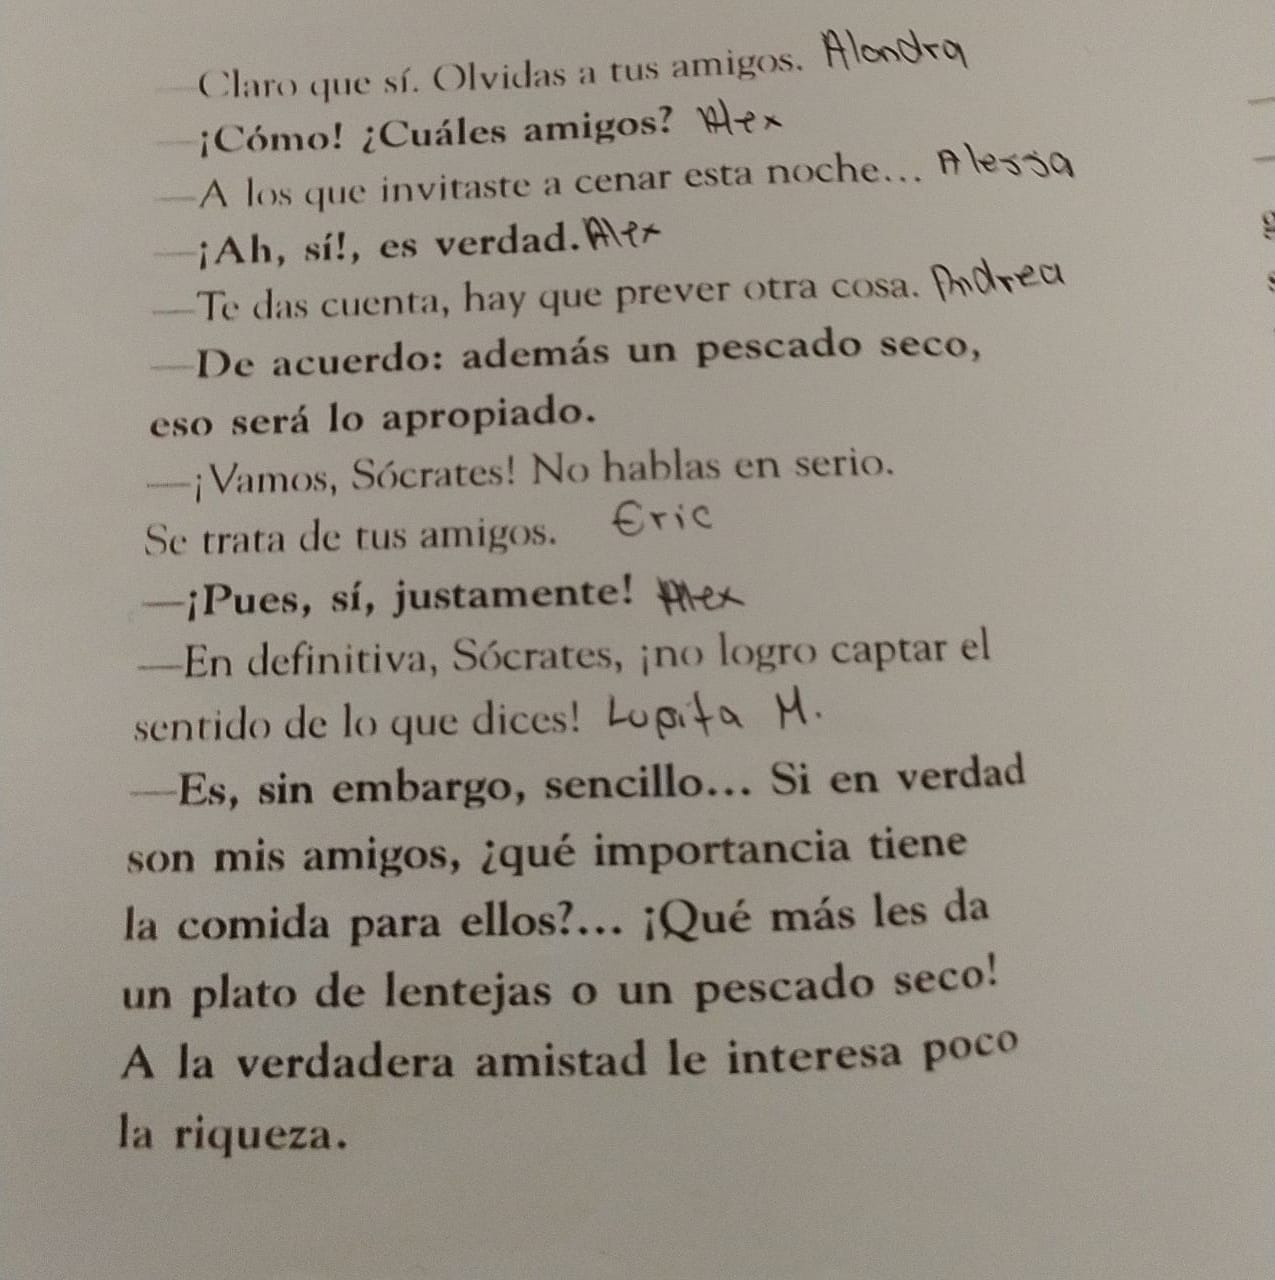 —Claro que sí. Olvidas a tus amigos. Alondra
—¡Cómo! ¿Cuáles amigos? Alex
—A los que invitaste a cenar esta noche... Alessa
—¡Ah, sí!, es verdad. Alex
—Te das cuenta, hay que prever otra cosa. Andrea
—De acuerdo: además un pescado seco,
eso será lo apropiado.
—¡Vamos, Sócrates! No hablas en serio.
Se trata de tus amigos. Eric
—¡Pues, sí, justamente! Alex
—En definitiva, Sócrates, ¡no logro captar el
sentido de lo que dices! Lupita M.
—Es, sin embargo, sencillo... Si en verdad
son mis amigos, ¿qué importancia tiene
la comida para ellos?... ¡Qué más les da
un plato de lentejas o un pescado seco!
A la verdadera amistad le interesa poco
la riqueza.